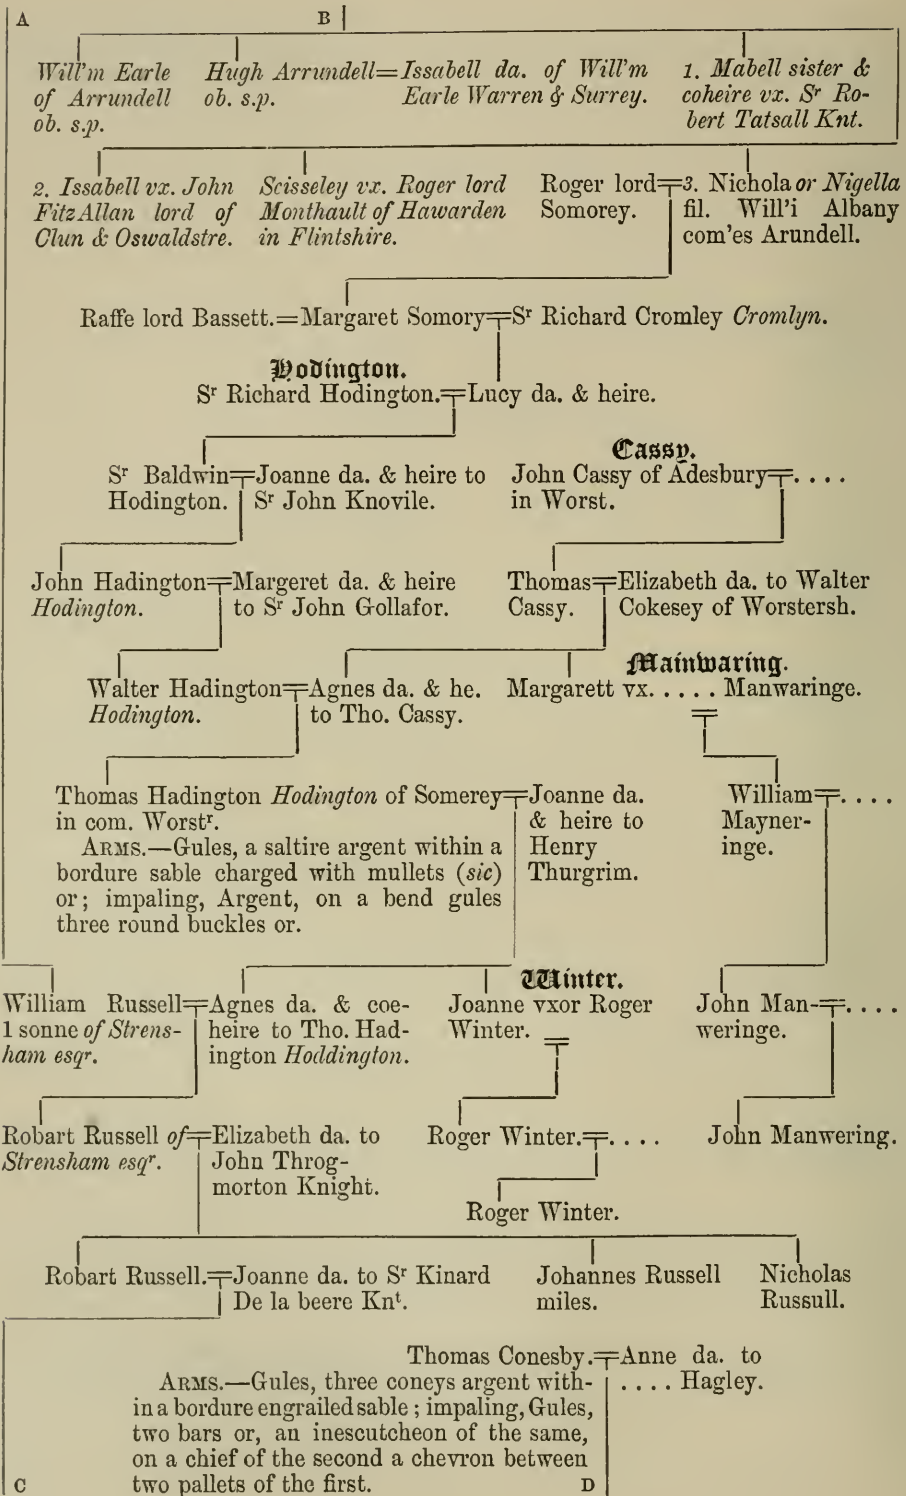 A
B
Will'm Earle
of Arrundell
ob. s.p.
Hugh Arrundell=Issabell da. of Will'm
ob. s.p. Earle Warren & Surrey.
1. Mabell sister &
coheire vx. Sʳ Ro-
bert Tatsall Knt.
2. Issabell vx. John
FitzAllan lord of
Clun & Oswaldstre.
Scisseley vx. Roger lord
Monthault of Hawarden
in Flintshire.
Roger lord=3. Nichola or Nigella
Somorey. fil. Will'i Albany
com'es Arundell.
Raffe lord Bassett.=Margaret Somory=Sʳ Richard Cromley Cromlyn.
Hodington.
Sʳ Richard Hodington.=Lucy da. & heire.
Sʳ Baldwin=Joanne da. & heire to
Hodington. Sʳ John Knovile.
Cassy.
John Cassy of Adesbury=. . . .
in Worst.
John Hadington=Margeret da. & heire
Hodington. to Sʳ John Gollafor.
Thomas=Elizabeth da. to Walter
Cassy. Cokesey of Worstersh.
Walter Hadington=Agnes da. & he.
Hodington. to Tho. Cassy.
Mainwaring.
Margarett vx. . . . . Manwaringe.
Thomas Hadington Hodington of Somerey=Joanne da.
in com. Worstʳ. & heire to
Henry
Thurgrim.
ARMS.—Gules, a saltire argent within a
bordure sable charged with mullets (sic)
or; impaling, Argent, on a bend gules
three round buckles or.
William=. . . .
Mayner-
inge.
William Russell=Agnes da. & coe-
1 sonne of Strens- heire to Tho. Had-
ham esqʳ. ington Hoddington.
Winter.
Joanne vxor Roger
Winter.
John Man-=. . . .
weringe.
Robart Russell of=Elizabeth da. to
Strensham esqʳ. John Throg-
morton Knight.
Roger Winter.=. . . .
John Manwering.
Roger Winter.
Robart Russell.=Joanne da. to Sʳ Kinard
De la beere Knᵗ.
Johannes Russell
miles.
Nicholas
Russull.
Thomas Conesby.=Anne da. to
. . . . Hagley.
ARMS.—Gules, three coneys argent with-
in a bordure engrailed sable; impaling, Gules,
two bars or, an inescutcheon of the same,
on a chief of the second a chevron between
two pallets of the first.
C
D